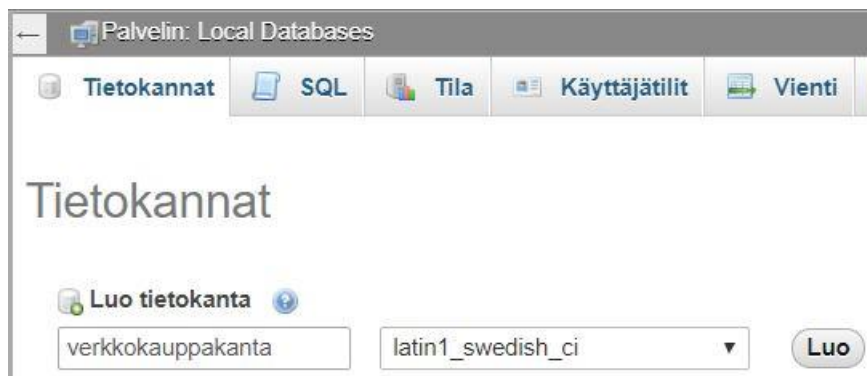 ← Palvelin: Local Databases
Tietokannat SQL Tila Käyttäjätilit Vienti
Tietokannat
Luo tietokanta
verkkokauppakanta latin1_swedish_ci Luo